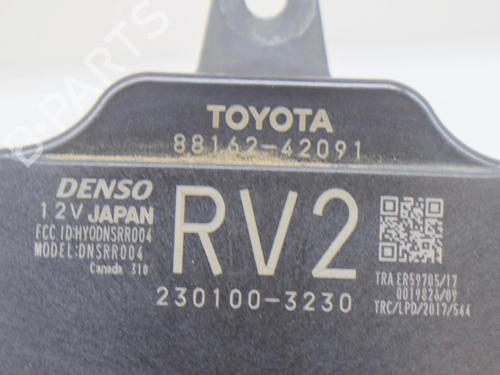 TOYOTA
88162-42091
DENSO
12V JAPAN
FCC ID:HYQDNSRR004
MODEL:DNSRR004
Canada 310
RV2
230100-3230
TRA ER59705/17
0019826/09
TRC/LPD/2017/544
B-PARTS